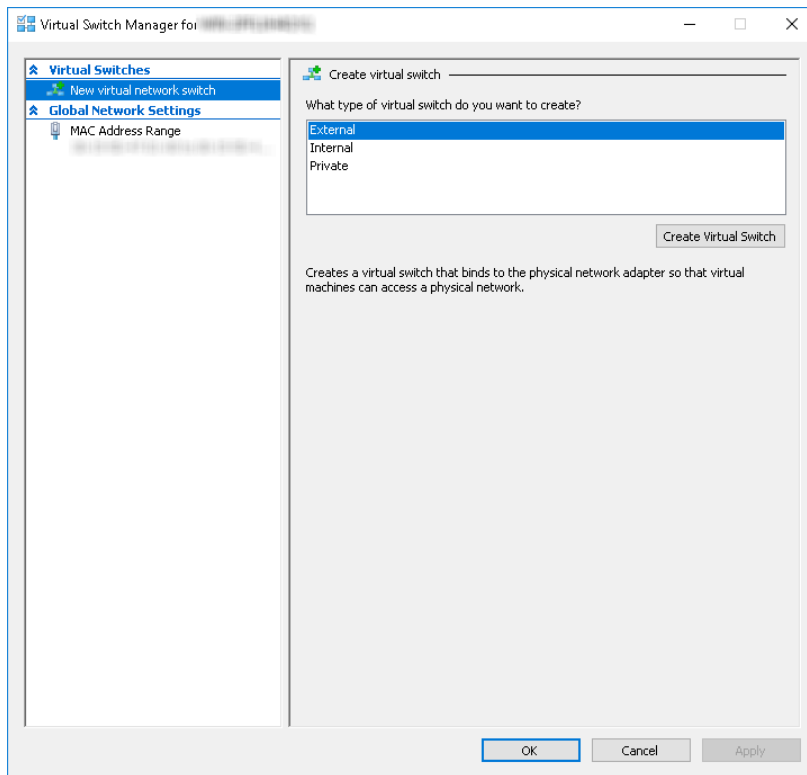 Virtual Switch Manager for
Virtual Switches
New virtual network switch
Global Network Settings
MAC Address Range
Create virtual switch
What type of virtual switch do you want to create?
External
Internal
Private
Create Virtual Switch
Creates a virtual switch that binds to the physical network adapter so that virtual
machines can access a physical network.
OK
Cancel
Apply